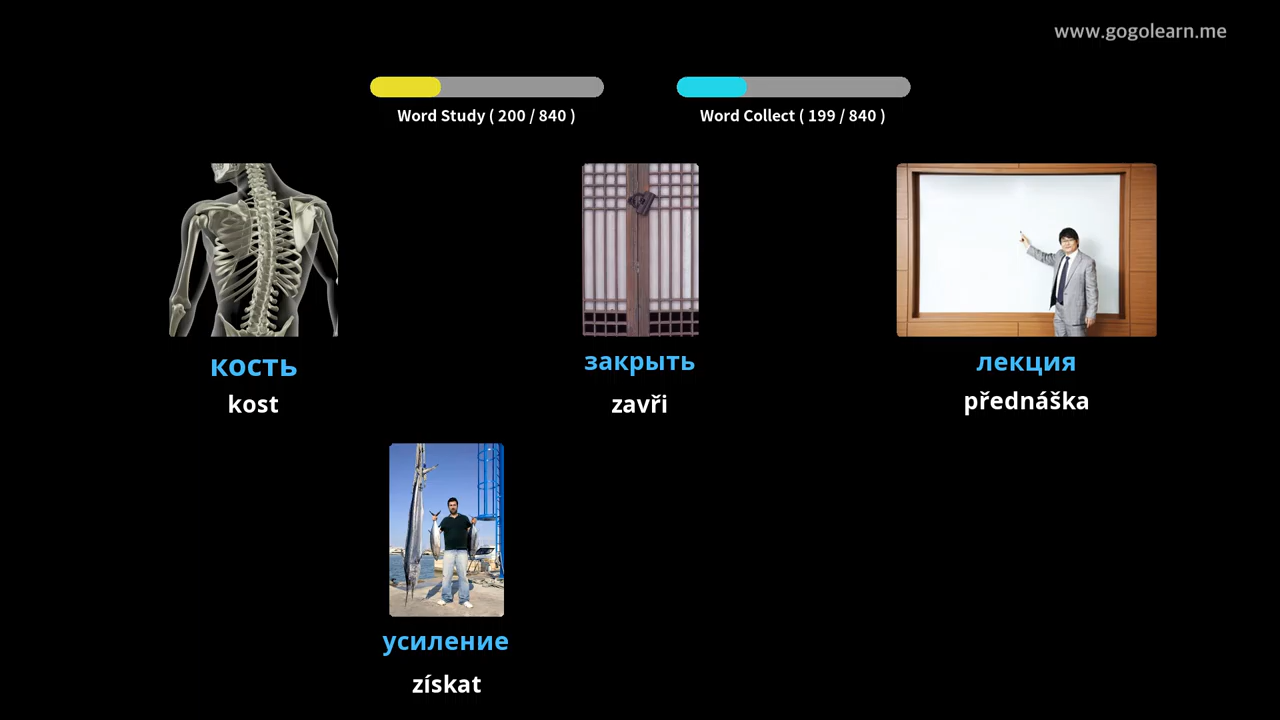 www.gogolearn.me
Word Study ( 200 / 840 )
Word Collect ( 199 / 840 )
кость
kost
закрыть
zavři
лекция
přednáška
усиление
získat